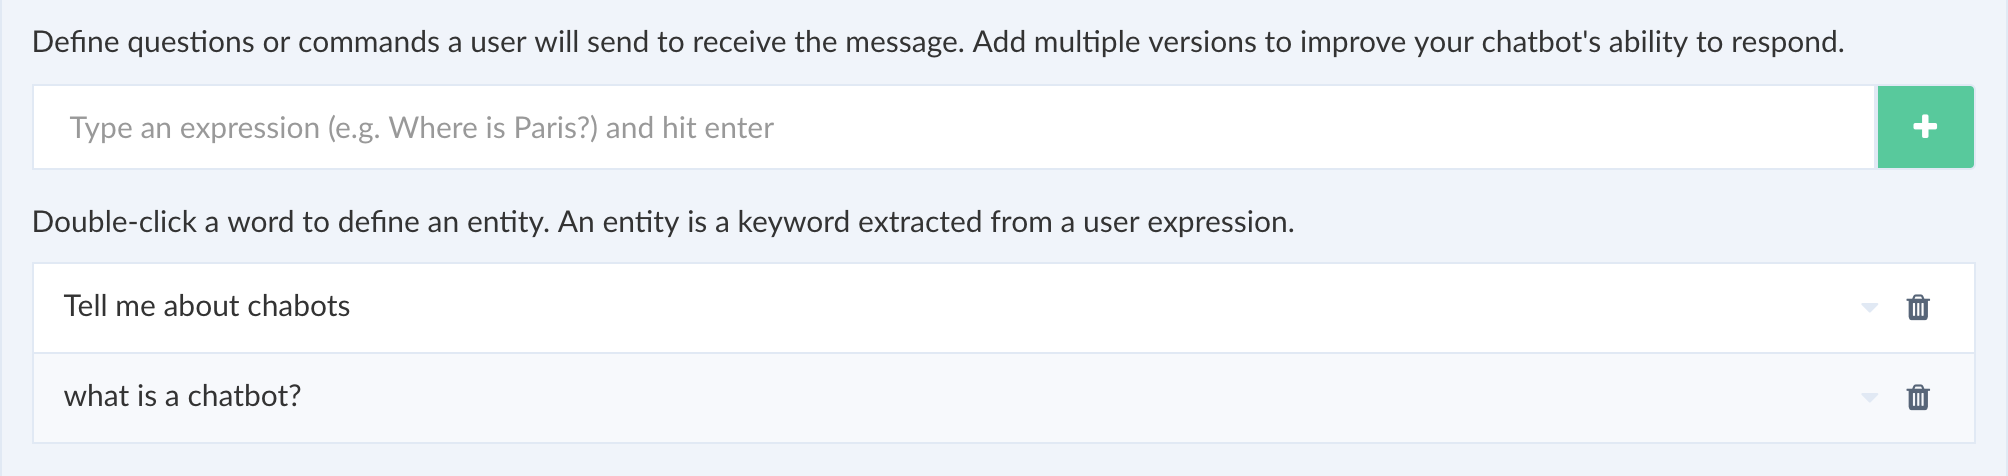 Define questions or commands a user will send to receive the message. Add multiple versions to improve your chatbot's ability to respond.
Type an expression (e.g. Where is Paris?) and hit enter
Double-click a word to define an entity. An entity is a keyword extracted from a user expression.
Tell me about chabots
what is a chatbot?